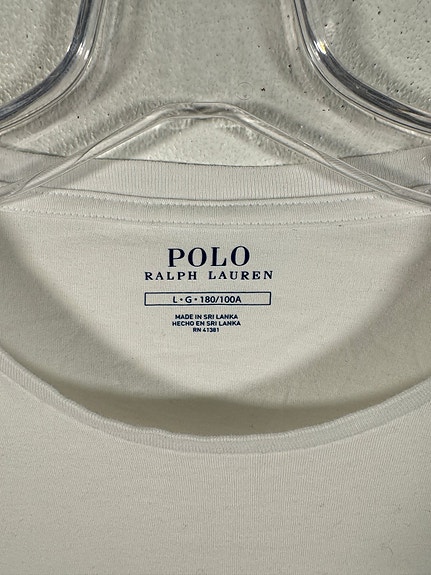 POLO
RALPH LAUREN
L • G • 180/100A
MADE IN SRI LANKA
HECHO EN SRI LANKA
RN 41381